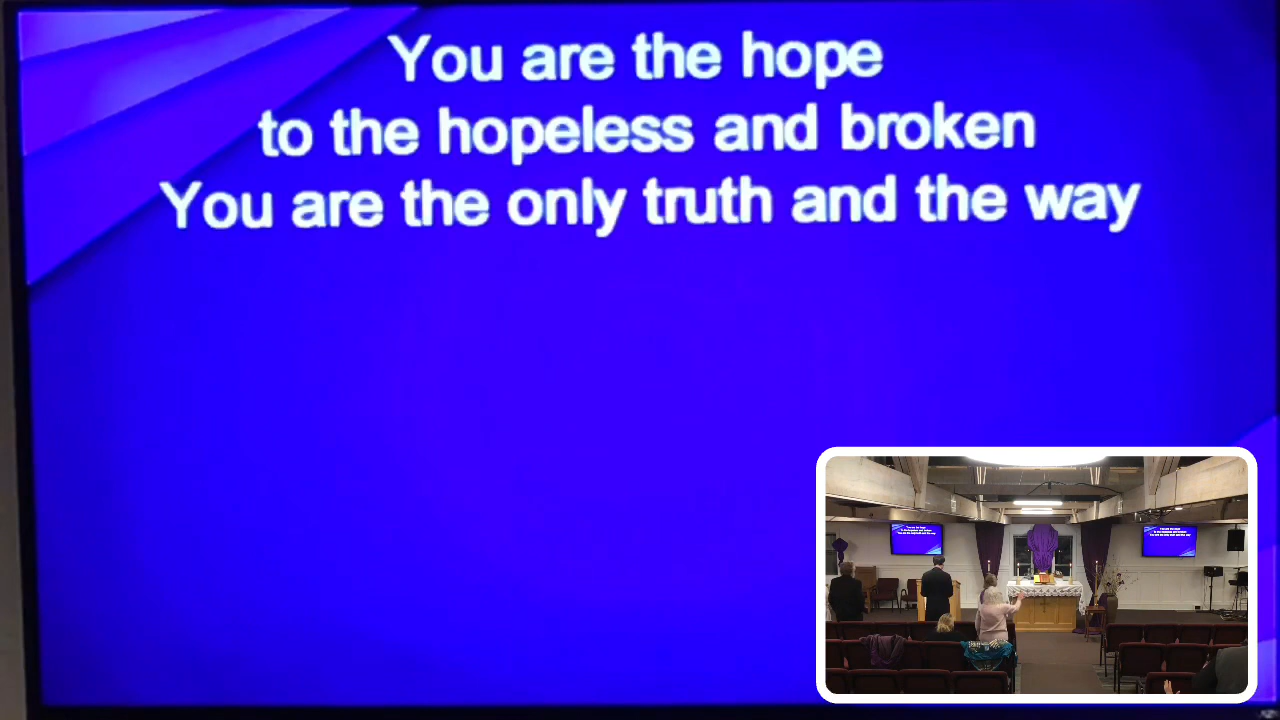 You are the hope
to the hopeless and broken
You are the only truth and the way